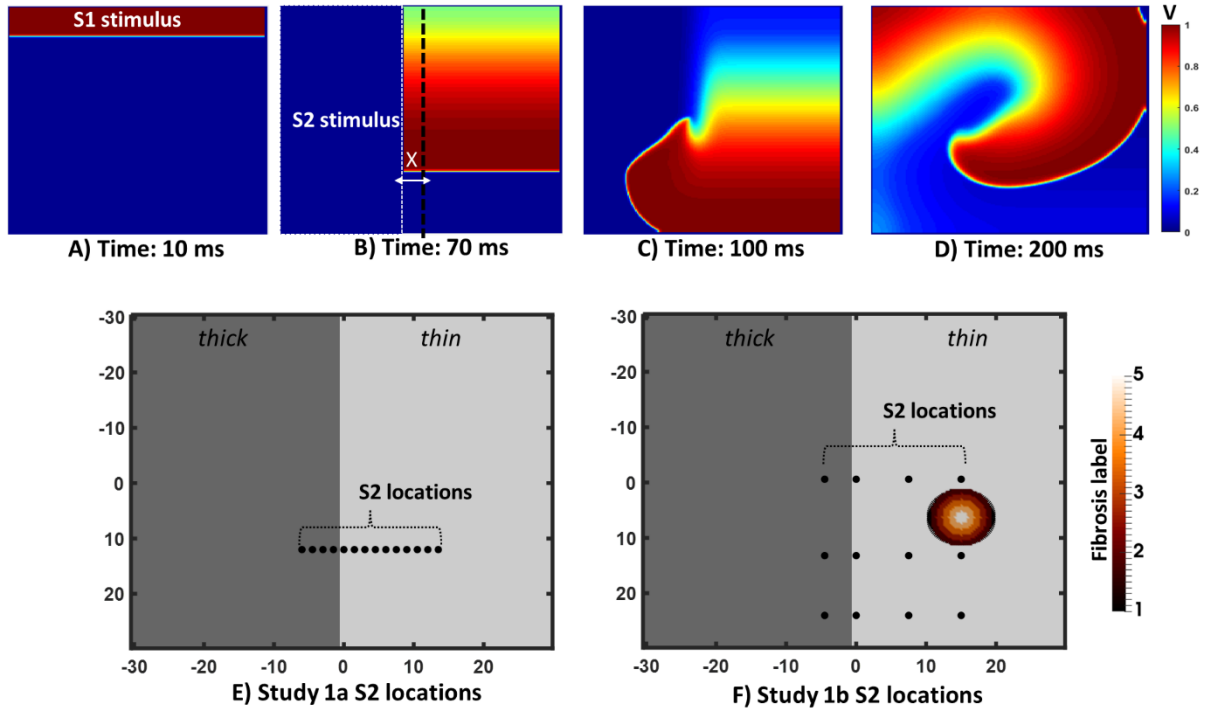 S1 stimulus
S2 stimulus
X
V
1
0.8
0.6
0.4
0.2
0
A) Time: 10 ms
B) Time: 70 ms
C) Time: 100 ms
D) Time: 200 ms
-30
-20
-10
0
10
20
thick
thin
S2 locations
-30 -20 -10 0 10 20
E) Study 1a S2 locations
-30
-20
-10
0
10
20
thick
thin
S2 locations
-30 -20 -10 0 10 20
F) Study 1b S2 locations
Fibrosis label
5
4
3
2
1